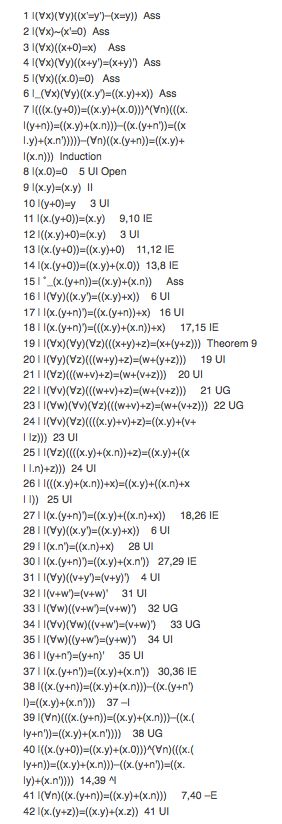 1 |(∀x)(∀y)((x'=y')–(x=y)) Ass
2 |(∀x)~(x'=0) Ass
3 |(∀x)((x+0)=x) Ass
4 |(∀x)(∀y)((x+y')=(x+y)') Ass
5 |(∀x)((x.0)=0) Ass
6 |_(∀x)(∀y)((x.y')=((x.y)+x)) Ass
7 |(((x.(y+0))=((x.y)+(x.0)))^(∀n)(((x.
|(y+n))=((x.y)+(x.n)))–((x.(y+n'))=((x
|.y)+(x.n')))))–(∀n)((x.(y+n))=((x.y)+
|(x.n))) Induction
8 |(x.0)=0 5 UI Open
9 |(x.y)=(x.y) II
10 |(y+0)=y 3 UI
11 |(x.(y+0))=(x.y) 9,10 IE
12 |((x.y)+0)=(x.y) 3 UI
13 |(x.(y+0))=((x.y)+0) 11,12 IE
14 |(x.(y+0))=((x.y)+(x.0)) 13,8 IE
15 | ̊_(x.(y+n))=((x.y)+(x.n)) Ass
16 | |(∀y)((x.y')=((x.y)+x)) 6 UI
17 | |(x.(y+n)')=((x.(y+n))+x) 16 UI
18 | |(x.(y+n)')=(((x.y)+(x.n))+x) 17,15 IE
19 | |(∀x)(∀y)(∀z)(((x+y)+z)=(x+(y+z))) Theorem 9
20 | |(∀y)(∀z)(((w+y)+z)=(w+(y+z))) 19 UI
21 | |(∀z)(((w+v)+z)=(w+(v+z))) 20 UI
22 | |(∀v)(∀z)(((w+v)+z)=(w+(v+z))) 21 UG
23 | |(∀w)(∀v)(∀z)(((w+v)+z)=(w+(v+z))) 22 UG
24 | |(∀v)(∀z)((((x.y)+v)+z)=((x.y)+(v+
| |z))) 23 UI
25 | |(∀z)((((x.y)+(x.n))+z)=((x.y)+((x
| |.n)+z))) 24 UI
26 | |(((x.y)+(x.n))+x)=((x.y)+((x.n)+x
| |)) 25 UI
27 | |(x.(y+n)')=((x.y)+((x.n)+x)) 18,26 IE
28 | |(∀y)((x.y')=((x.y)+x)) 6 UI
29 | |(x.n')=((x.n)+x) 28 UI
30 | |(x.(y+n)')=((x.y)+(x.n')) 27,29 IE
31 | |(∀y)((v+y')=(v+y)') 4 UI
32 | |(v+w')=(v+w)' 31 UI
33 | |(∀w)((v+w')=(v+w)') 32 UG
34 | |(∀v)(∀w)((v+w')=(v+w)') 33 UG
35 | |(∀w)((y+w')=(y+w)') 34 UI
36 | |(y+n')=(y+n)' 35 UI
37 | |(x.(y+n'))=((x.y)+(x.n')) 30,36 IE
38 |((x.(y+n))=((x.y)+(x.n)))–((x.(y+n')
|)=((x.y)+(x.n'))) 37 –I
39 |(∀n)(((x.(y+n))=((x.y)+(x.n)))–((x.(
|y+n'))=((x.y)+(x.n')))) 38 UG
40 |((x.(y+0))=((x.y)+(x.0)))^(∀n)(((x.(
|y+n))=((x.y)+(x.n)))–((x.(y+n'))=((x.
|y)+(x.n')))) 14,39 ^I
41 |(∀n)((x.(y+n))=((x.y)+(x.n))) 7,40 –E
42 |(x.(y+z))=((x.y)+(x.z)) 41 UI